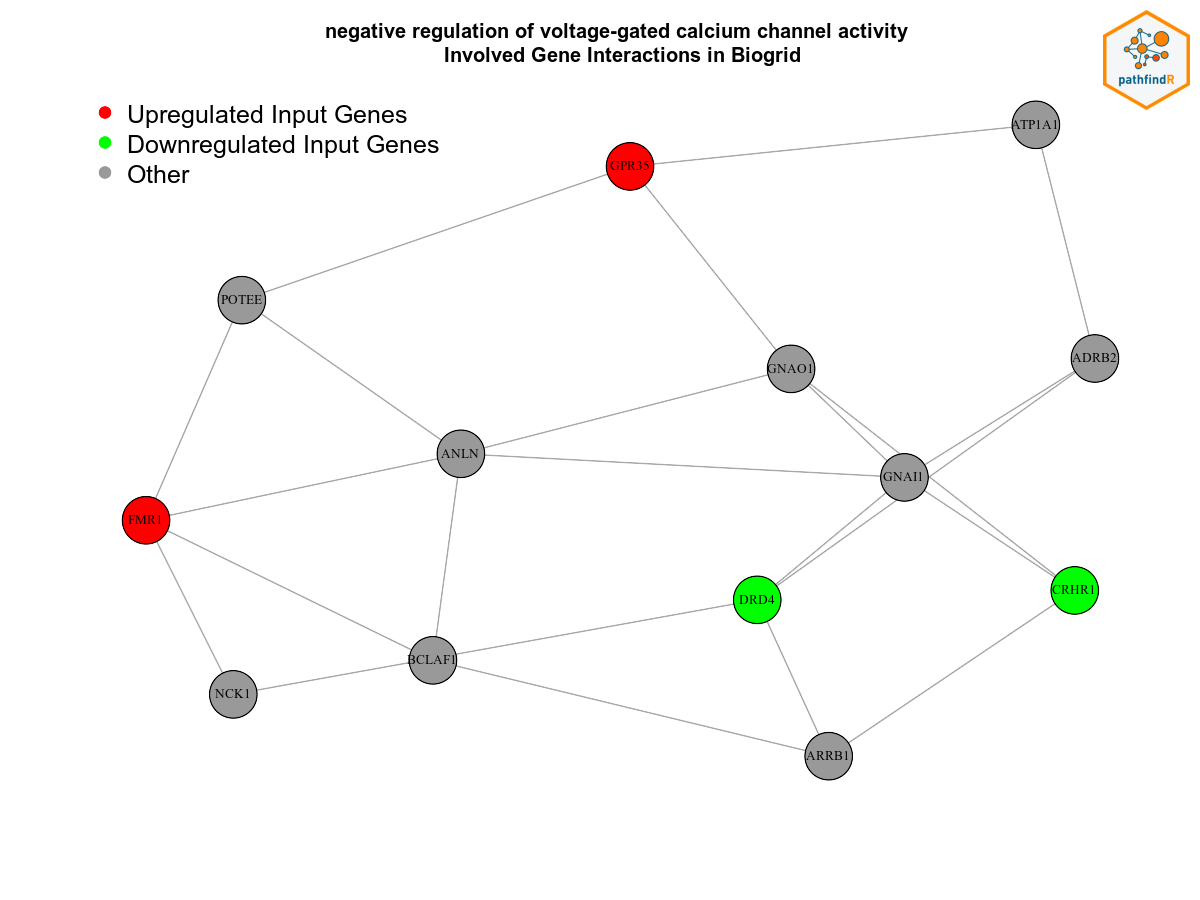 negative regulation of voltage-gated calcium channel activity
Involved Gene Interactions in Biogrid
pathfindR
Upregulated Input Genes
Downregulated Input Genes
Other
ATP1A1
GPR35
POTEE
ADRB2
GNAO1
ANLN
GNAI1
FMR1
CRHR1
DRD4
BCLAF1
NCK1
ARRB1